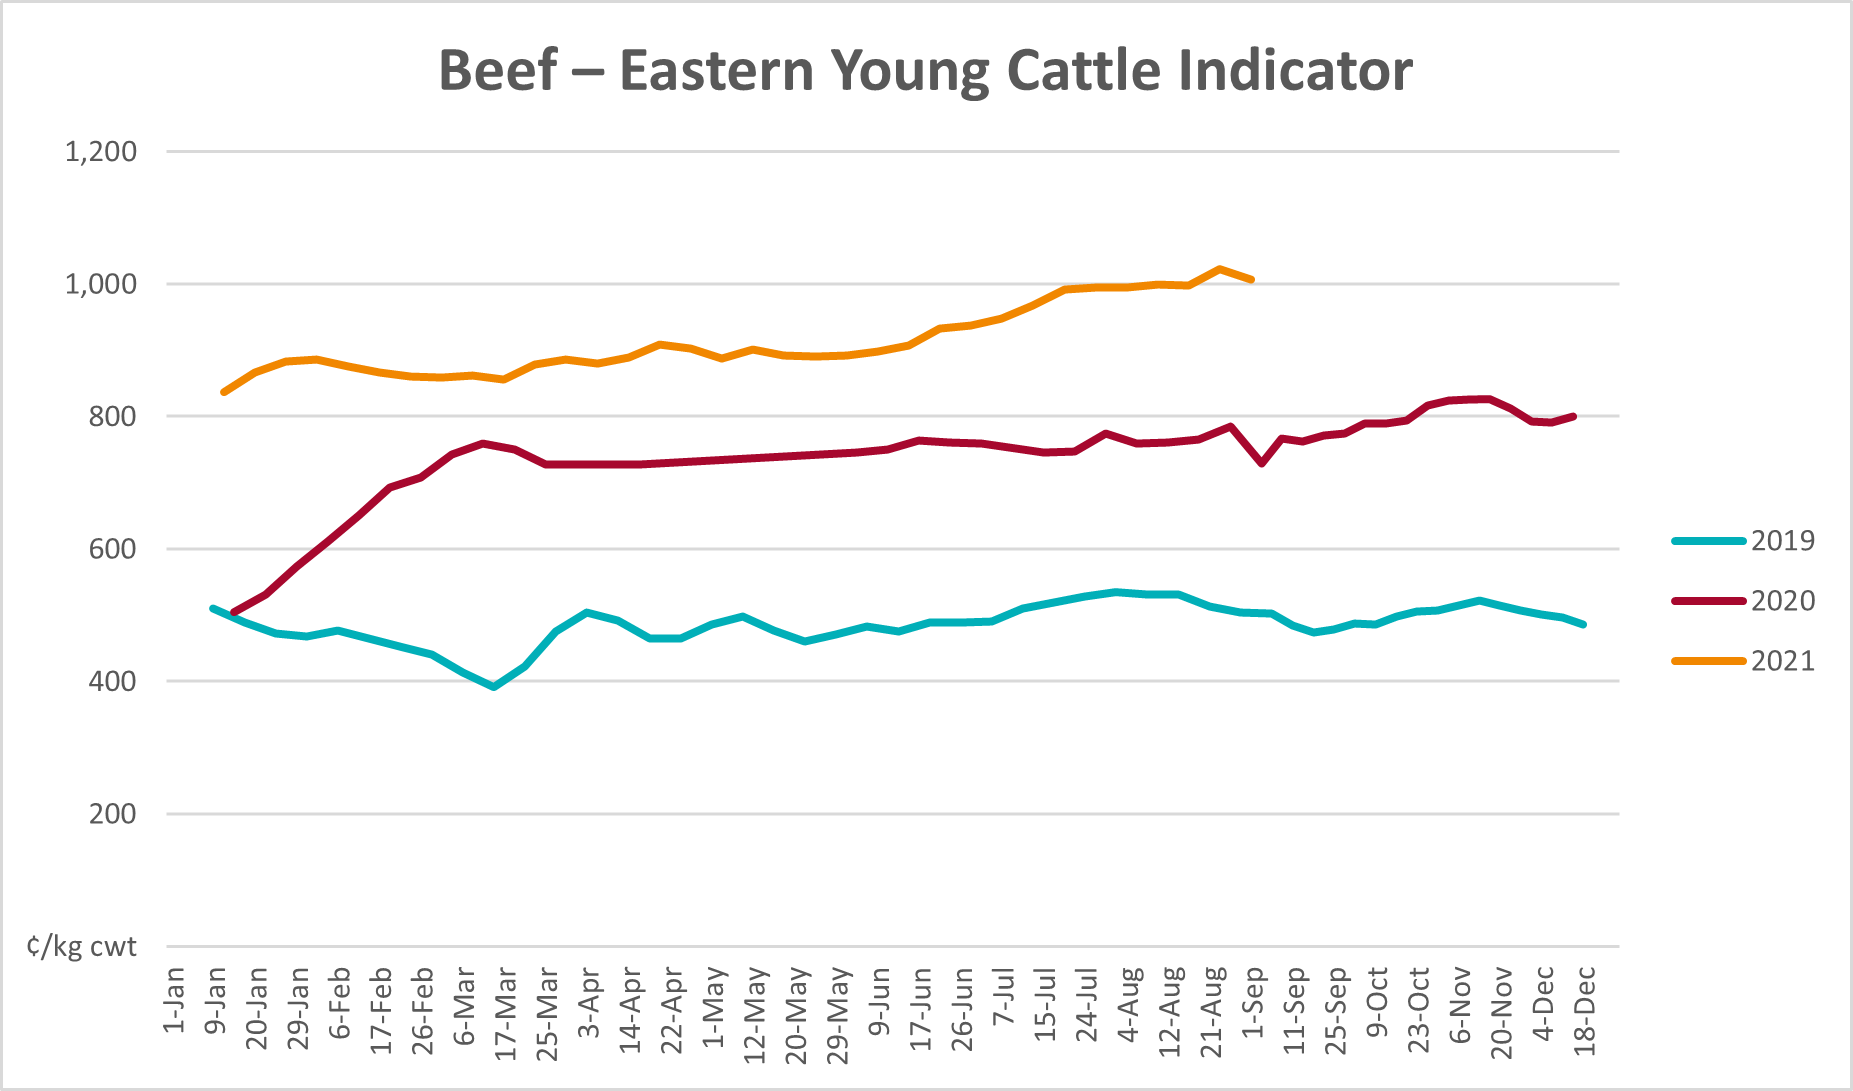 Beef – Eastern Young Cattle Indicator
1,200
1,000
800
600
400
200
¢/kg cwt
1-Jan
9-Jan
20-Jan
29-Jan
6-Feb
17-Feb
26-Feb
6-Mar
17-Mar
25-Mar
3-Apr
14-Apr
22-Apr
1-May
12-May
20-May
29-May
9-Jun
17-Jun
26-Jun
7-Jul
15-Jul
24-Jul
4-Aug
12-Aug
21-Aug
1-Sep
11-Sep
25-Sep
9-Oct
23-Oct
6-Nov
20-Nov
4-Dec
18-Dec
2019
2020
2021